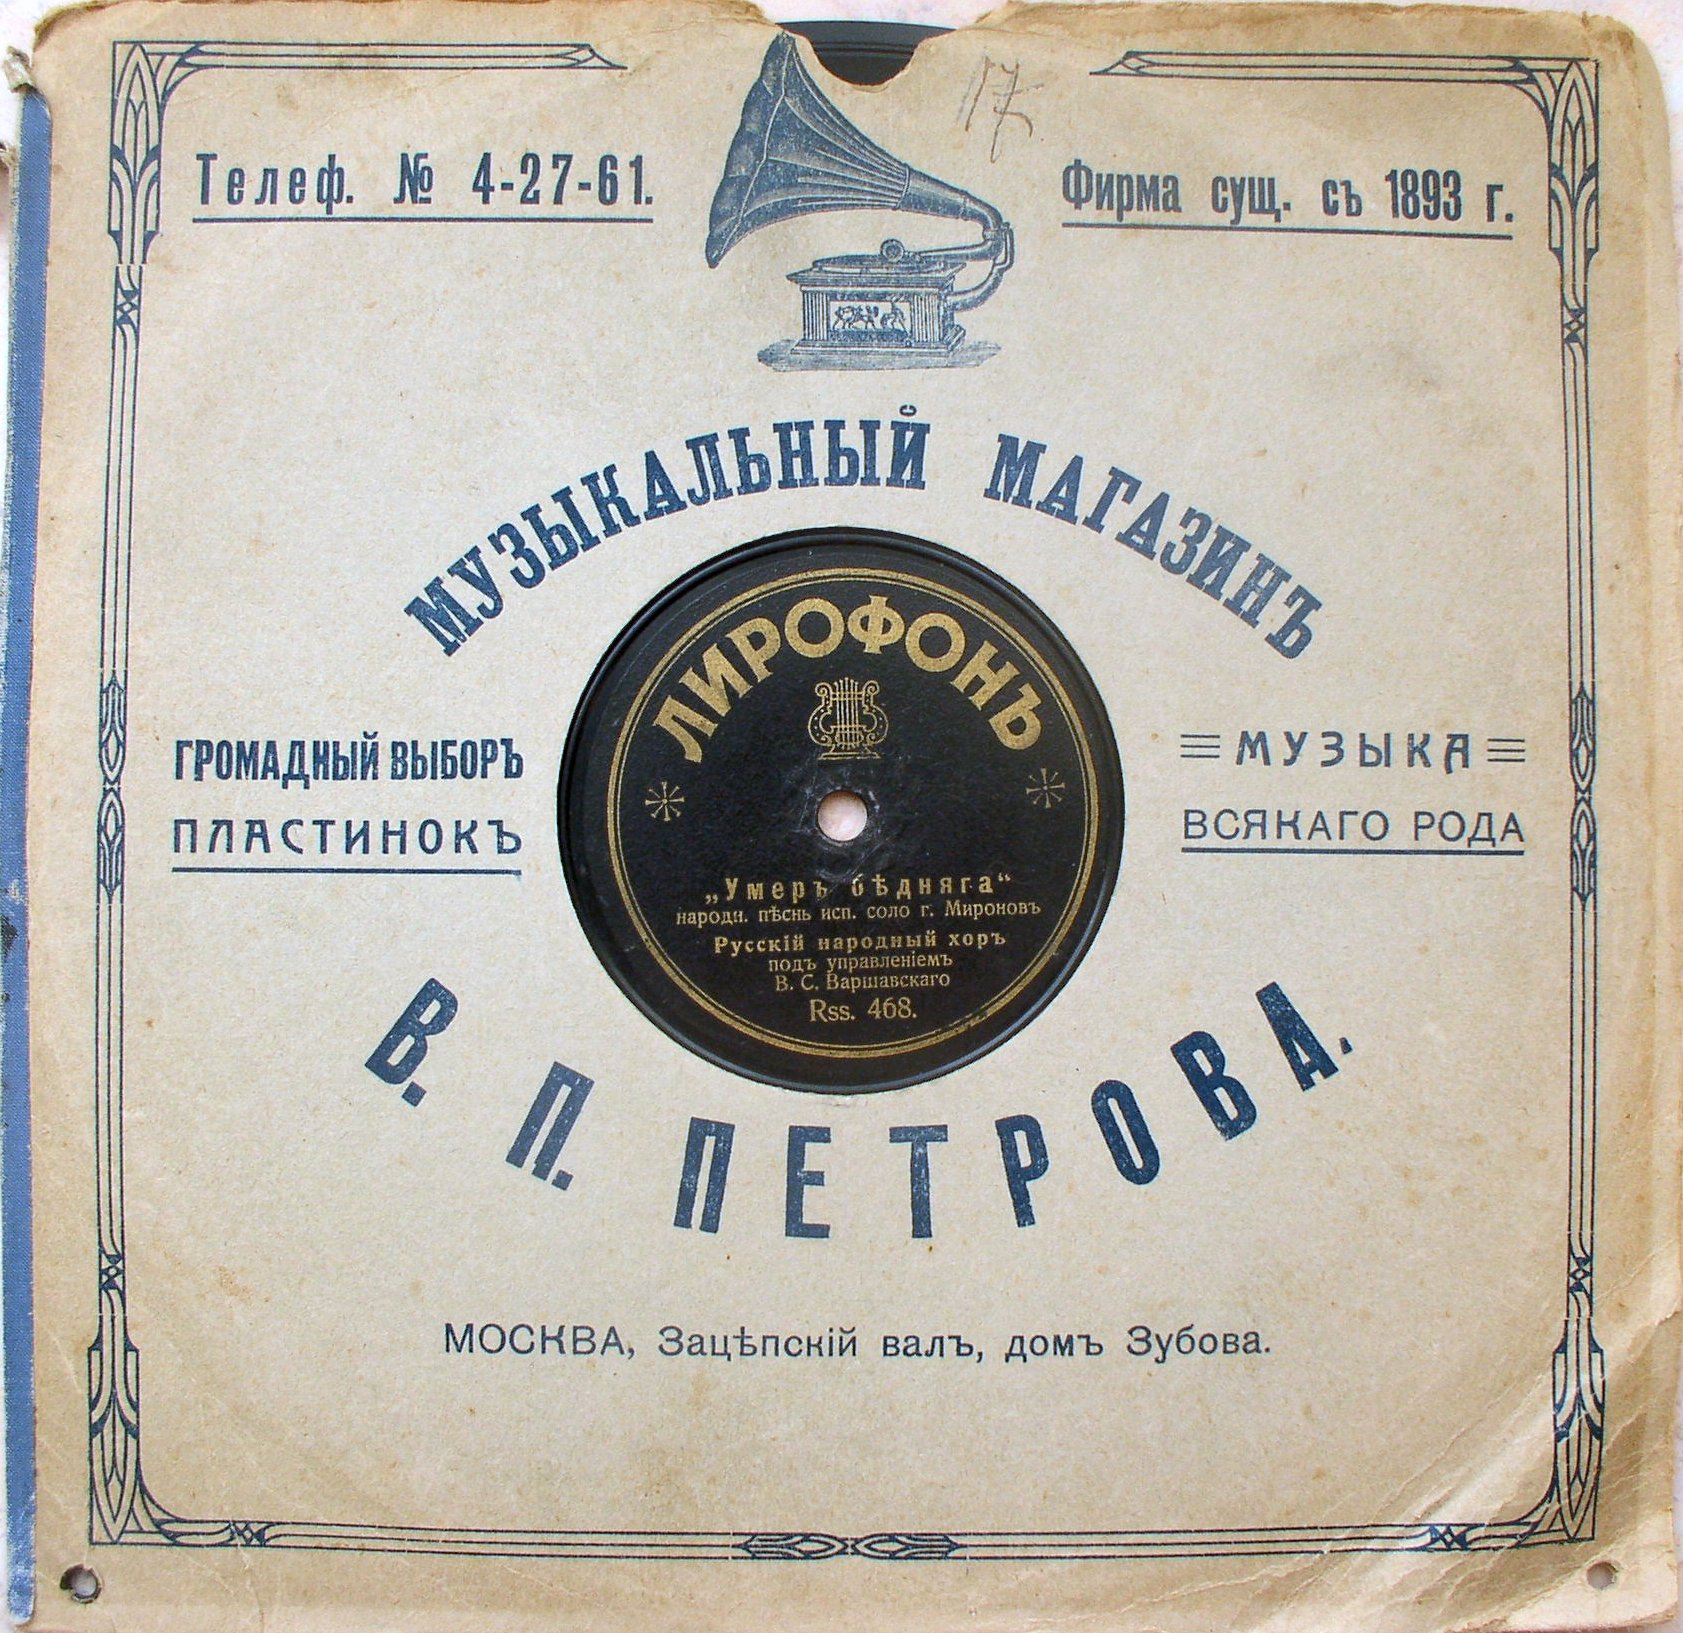 17
Телеф. № 4-27-61.
Фирма сущ. съ 1893 г.
МУЗЫКАЛЬНЫЙ МАГАЗИНЪ
ГРОМАДНЫЙ ВЫБОРЪ
ПЛАСТИНОКЪ
МУЗЫКА
ВСЯКАГО РОДА
ЛИРОФОНЪ
„Умеръ бѣдняга“
народн. пѣснь исп. соло г. Мироновъ
Русскій народный хоръ
подъ управленіемъ
В. С. Варшавскаго
Rss. 468.
В. П. ПЕТРОВА.
МОСКВА, Зацѣпскій валъ, домъ Зубова.